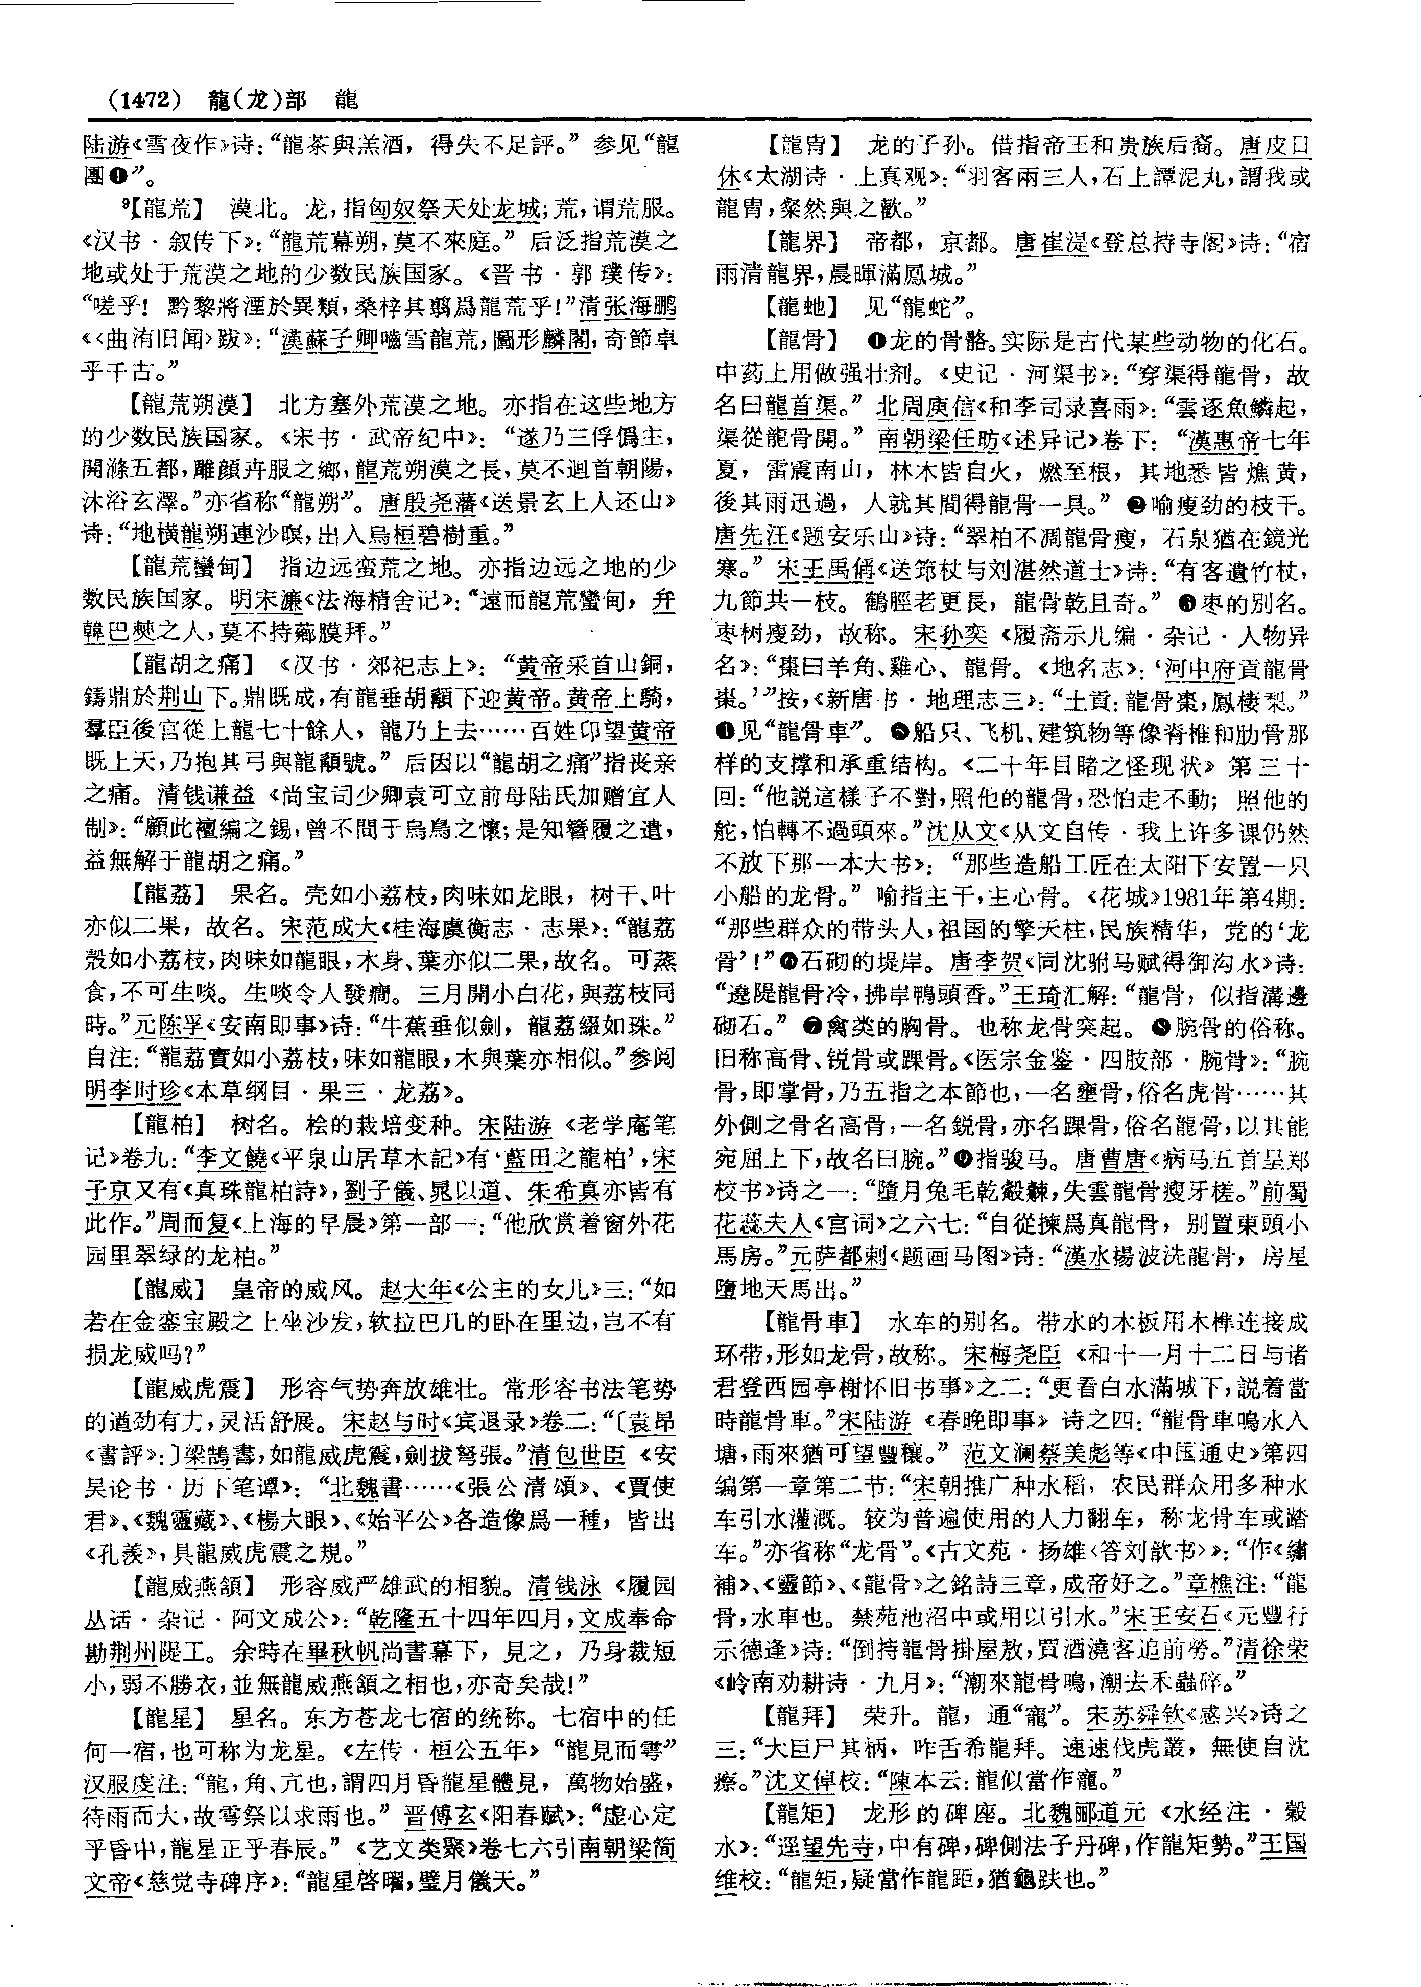 (1472) 龍(龙)部 龍
陆游《雪夜作》诗：“龍茶與羔酒，得失不足評。”参见“龍
團❶”。
⁹【龍荒】 漠北。龙，指匈奴祭天处龙城；荒，谓荒服。
《汉书·叙传下》：“龍荒幕朔，莫不來庭。”后泛指荒漠之
地或处于荒漠之地的少数民族国家。《晋书·郭璞传》：
“嗟乎！黔黎將湮於異類，桑梓其翦爲龍荒乎！”清张海鹏
《〈曲洧旧闻〉跋》：“漢蘇子卿嚙雪龍荒，圖形麟閣，奇節卓
乎千古。”
【龍荒朔漠】 北方塞外荒漠之地。亦指在这些地方
的少数民族国家。《宋书·武帝纪中》：“遂乃三俘僞主，
開滌五都，雕顔卉服之鄉，龍荒朔漠之長，莫不迴首朝陽，
沐浴玄澤。”亦省称“龍朔”。唐殷尧藩《送景玄上人还山》
诗：“地横龍朔連沙暝，出入烏桓碧樹重。”
【龍荒蠻甸】 指边远蛮荒之地。亦指边远之地的少
数民族国家。明宋濂《法海精舍记》：“遠而龍荒蠻甸，弁
韓巴僰之人，莫不持薌膜拜。”
【龍胡之痛】 《汉书·郊祀志上》：“黄帝采首山銅，
鑄鼎於荆山下。鼎既成，有龍垂胡顅下迎黄帝。黄帝上騎，
羣臣後宫從上龍七十餘人，龍乃上去……百姓卬望黄帝
既上天，乃抱其弓與龍顅號。”后因以“龍胡之痛”指丧亲
之痛。清钱谦益《尚宝司少卿袁可立前母陆氏加赠宜人
制》：“顧此襢褊之錫，曾不間于烏鳥之懷；是知簪履之遺，
益無解于龍胡之痛。”
【龍荔】 果名。壳如小荔枝，肉味如龙眼，树干、叶
亦似二果，故名。宋范成大《桂海虞衡志·志果》：“龍荔
殼如小荔枝，肉味如龍眼，木身、葉亦似二果，故名。可蒸
食，不可生啖。生啖令人發癇。三月開小白花，與荔枝同
時。”元陈孚《安南即事》诗：“牛蕉垂似劍，龍荔綴如珠。”
自注：“龍荔實如小荔枝，味如龍眼，木與葉亦相似。”参阅
明李时珍《本草纲目·果三·龙荔》。
【龍柏】 树名。桧的栽培变种。宋陆游《老学庵笔
记》卷九：“李文饒《平泉山居草木記》有‘藍田之龍柏’，宋
子京又有《真珠龍柏詩》，劉子儀、晁以道、朱希真亦皆有
此作。”周而复《上海的早晨》第一部一：“他欣赏着窗外花
园里翠绿的龙柏。”
【龍威】 皇帝的威风。赵大年《公主的女儿》三：“如
若在金銮宝殿之上坐沙发，软拉巴几的卧在里边，岂不有
损龙威吗？”
【龍威虎震】 形容气势奔放雄壮。常形容书法笔势
的遒劲有力，灵活舒展。宋赵与时《宾退录》卷二：“〔袁昂
《書評》：〕梁鵠書，如龍威虎震，劍拔弩張。”清包世臣《安
吴论书·历下笔谭》：“北魏書……《張公清頌》、《賈使
君》、《魏靈藏》、《楊大眼》、《始平公》各造像爲一種，皆出
《孔羨》，具龍威虎震之規。”
【龍威燕頷】 形容威严雄武的相貌。清钱泳《履园
丛话·杂记·阿文成公》：“乾隆五十四年四月，文成奉命
勘荆州隄工。余時在畢秋帆尚書幕下，見之，乃身裁短
小，弱不勝衣，並無龍威燕頷之相也，亦奇矣哉！”
【龍星】 星名。东方苍龙七宿的统称。七宿中的任
何一宿，也可称为龙星。《左传·桓公五年》“龍見而雩”
汉服虔注：“龍，角、亢也，謂四月昏龍星體見，萬物始盛，
待雨而大，故雩祭以求雨也。”晋傅玄《阳春赋》：“虚心定
乎昏中，龍星正乎春辰。”《艺文类聚》卷七六引南朝梁简
文帝《慈觉寺碑序》：“龍星啓曜，璧月儀天。”
【龍胄】 龙的子孙。借指帝王和贵族后裔。唐皮日
休《太湖诗·上真观》：“羽客兩三人，石上譚泥丸，謂我或
龍胄，粲然與之歡。”
【龍界】 帝都，京都。唐崔湜《登总持寺阁》诗：“宿
雨清龍界，晨暉滿鳳城。”
【龍虵】 见“龍蛇”。
【龍骨】 ❶龙的骨骼。实际是古代某些动物的化石。
中药上用做强壮剂。《史记·河渠书》：“穿渠得龍骨，故
名曰龍首渠。”北周庾信《和李司录喜雨》：“雲逐魚鱗起，
渠從龍骨開。”南朝梁任昉《述异记》卷下：“漢惠帝七年
夏，雷震南山，林木皆自火，燃至根，其地悉皆燋黄，
後其雨迅過，人就其間得龍骨一具。”❷喻瘦劲的枝干。
唐先汪《题安乐山》诗：“翠柏不凋龍骨瘦，石泉猶在鏡光
寒。”宋王禹偁《送筇杖与刘湛然道士》诗：“有客遺竹杖，
九節共一枝。鶴脛老更長，龍骨乾且奇。”❸枣的别名。
枣树瘦劲，故称。宋孙奕《履斋示儿编·杂记·人物异
名》：“棗曰羊角、雞心、龍骨。《地名志》：‘河中府貢龍骨
棗。’”按，《新唐书·地理志三》：“土貢：龍骨棗，鳳棲梨。”
❹见“龍骨車”。❺船只、飞机、建筑物等像脊椎和肋骨那
样的支撑和承重结构。《二十年目睹之怪现状》第三十
回：“他説這樣子不對，照他的龍骨，恐怕走不動；照他的
舵，怕轉不過頭來。”沈从文《从文自传·我上许多课仍然
不放下那一本大书》：“那些造船工匠在太阳下安置一只
小船的龙骨。”喻指主干，主心骨。《花城》1981年第4期：
“那些群众的带头人，祖国的擎天柱，民族精华，党的‘龙
骨’！”❻石砌的堤岸。唐李贺《同沈驸马赋得御沟水》诗：
“遶隄龍骨冷，拂岸鴨頭香。”王琦汇解：“龍骨，似指溝邊
砌石。”❼禽类的胸骨。也称龙骨突起。❽腕骨的俗称。
旧称高骨、锐骨或踝骨。《医宗金鉴·四肢部·腕骨》：“腕
骨，即掌骨，乃五指之本節也，一名壅骨，俗名虎骨……其
外側之骨名高骨，一名鋭骨，亦名踝骨，俗名龍骨，以其能
宛屈上下，故名曰腕。”❾指骏马。唐曹唐《病马五首呈郑
校书》诗之一：“墮月兔毛乾觳觫，失雲龍骨瘦牙槎。”前蜀
花蕊夫人《宫词》之六七：“自從揀爲真龍骨，别置東頭小
馬房。”元萨都剌《题画马图》诗：“漢水揚波洗龍骨，房星
墮地天馬出。”
【龍骨車】 水车的别名。带水的木板用木榫连接成
环带，形如龙骨，故称。宋梅尧臣《和十一月十二日与诸
君登西园亭榭怀旧书事》之二：“更看白水滿城下，説着當
時龍骨車。”宋陆游《春晚即事》诗之四：“龍骨車鳴水入
塘，雨來猶可望豐穰。”范文澜蔡美彪等《中国通史》第四
编第一章第二节：“宋朝推广种水稻，农民群众用多种水
车引水灌溉。较为普遍使用的人力翻车，称龙骨车或踏
车。”亦省称“龙骨”。《古文苑·扬雄〈答刘歆书〉》：“作《繡
補》、《靈節》、《龍骨》之銘詩三章，成帝好之。”章樵注：“龍
骨，水車也。禁苑池沼中或用以引水。”宋王安石《元豐行
示德逢》诗：“倒持龍骨掛屋敖，買酒澆客追前勞。”清徐荣
《岭南劝耕诗·九月》：“潮來龍骨鳴，潮去禾蟲碎。”
【龍拜】 荣升。龍，通“寵”。宋苏舜钦《感兴》诗之
三：“大臣尸其柄，咋舌希龍拜。速速伐虎叢，無使自沈
瘵。”沈文倬校：“陳本云：龍似當作寵。”
【龍矩】 龙形的碑座。北魏郦道元《水经注·穀
水》：“遥望先寺，中有碑，碑側法子丹碑，作龍矩勢。”王国
维校：“龍矩，疑當作龍距，猶龜趺也。”